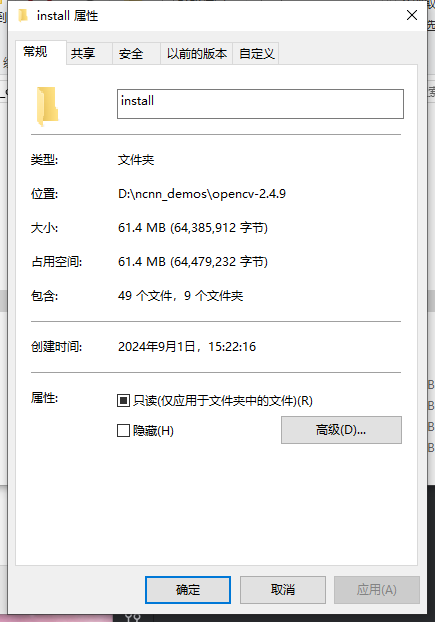 install 属性
常规 共享 安全 以前的版本 自定义
install
类型: 文件夹
位置: D:\ncnn_demos\opencv-2.4.9
大小: 61.4 MB (64,385,912 字节)
占用空间: 61.4 MB (64,479,232 字节)
包含: 49 个文件，9 个文件夹
创建时间: 2024年9月1日，15:22:16
属性: 只读(仅应用于文件夹中的文件)(R)
隐藏(H) 高级(D)...
确定 取消 应用(A)